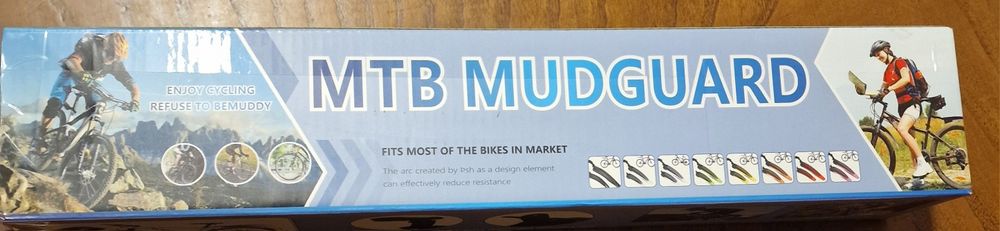 ENJOY CYCLING
REFUSE TO BEMUDDY
MTB MUDGUARD
FITS MOST OF THE BIKES IN MARKET
The arc created by Þsh as a design element
can effectively reduce resistance